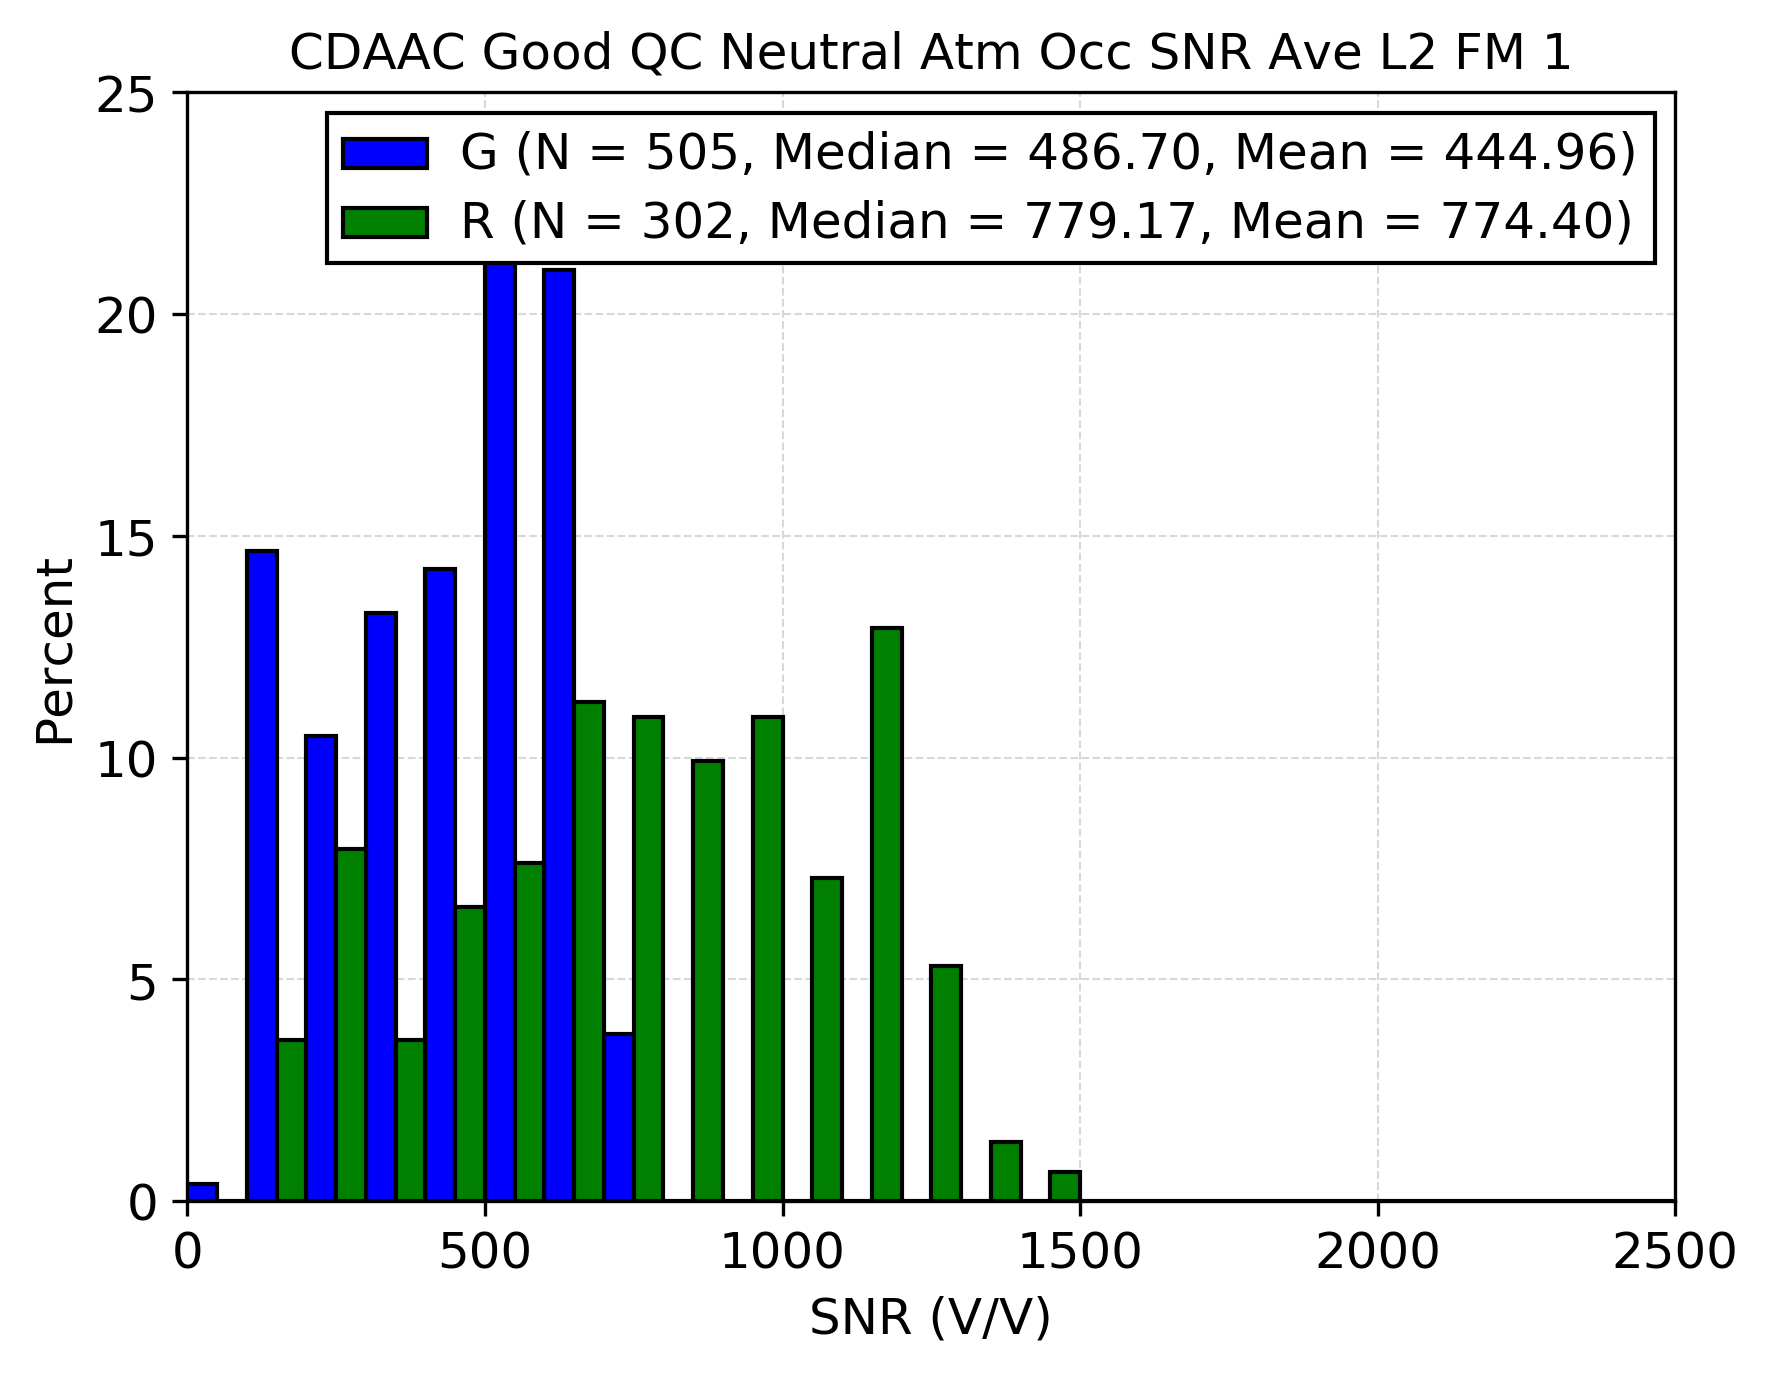 CDAAC Good QC Neutral Atm Occ SNR Ave L2 FM 1
G (N = 505, Median = 486.70, Mean = 444.96)
R (N = 302, Median = 779.17, Mean = 774.40)
Percent
25
20
15
10
5
0
0 500 1000 1500 2000 2500
SNR (V/V)